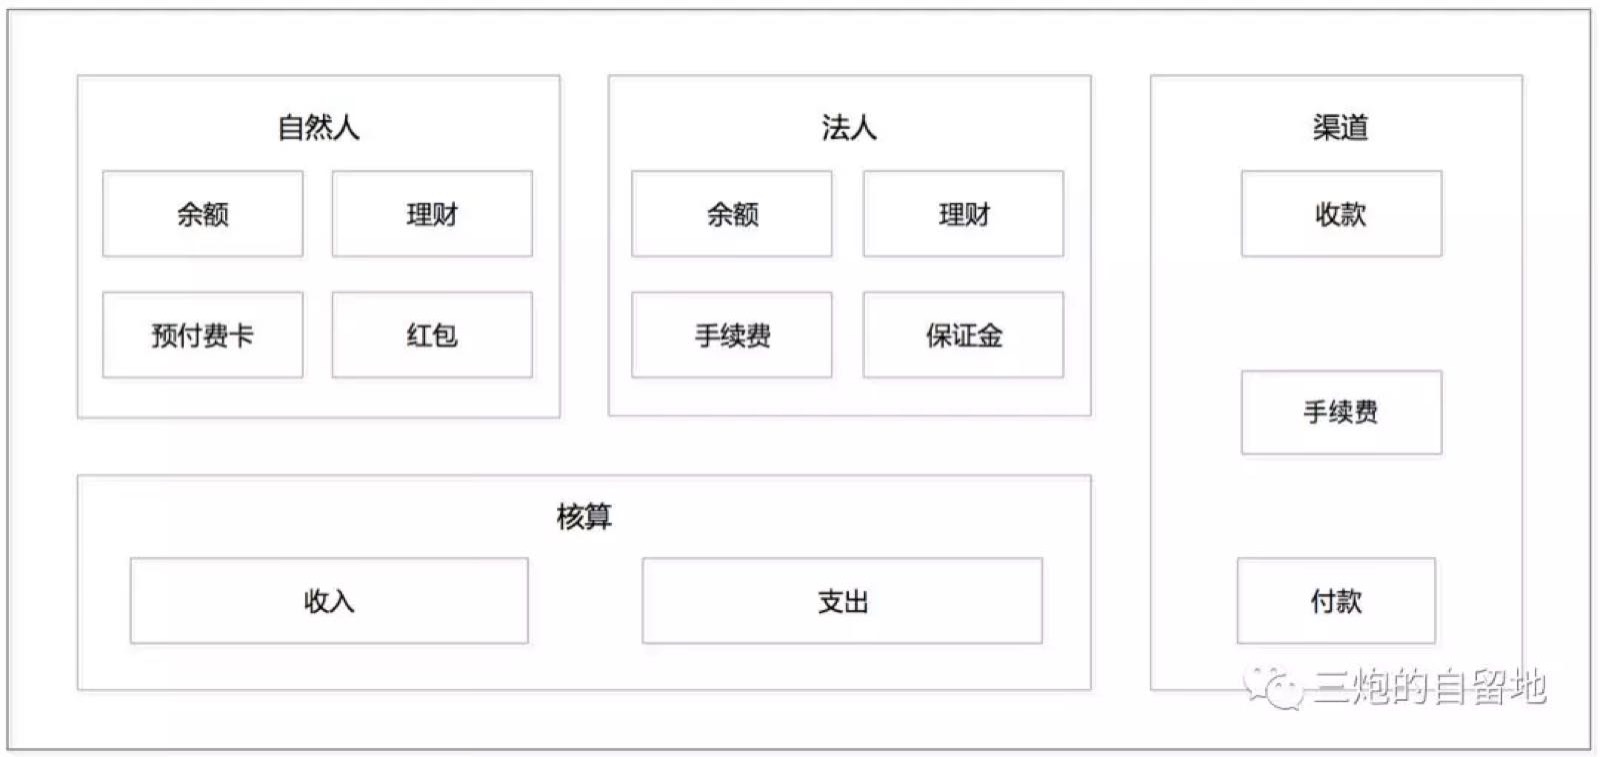 自然人
余额
理财
预付费卡
红包
法人
余额
理财
手续费
保证金
渠道
收款
手续费
付款
核算
收入
支出
三炮的自留地